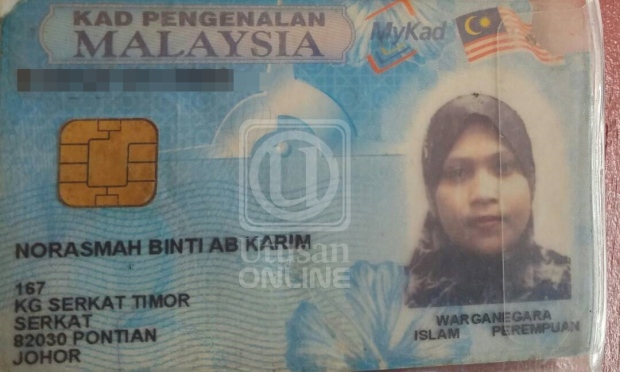 KAD PENGENALAN
MALAYSIA
MyKad
NORASMAH BINTI AB KARIM
167
KG SERKAT TIMOR
SERKAT
82030 PONTIAN
JOHOR
WARGANEGARA
ISLAM PEREMPUAN
Utusan
ONLINE